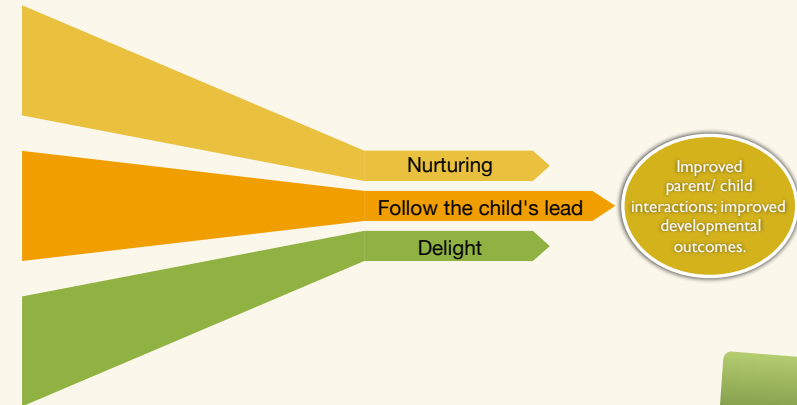 Nurturing
Follow the child's lead
Delight
Improved
parent/ child
interactions; improved
developmental
outcomes.